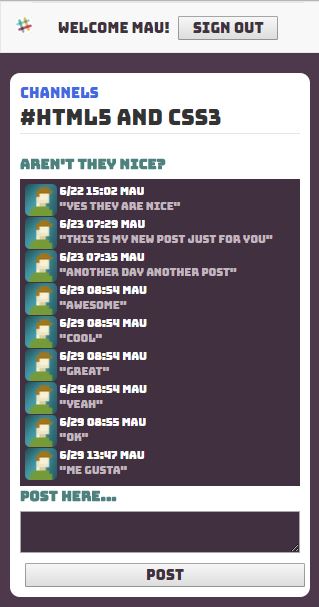 WELCOME MAU! SIGN OUT
CHANNELS
#HTML5 AND CSS3
AREN'T THEY NICE?
6/22 15:02 MAU
"YES THEY ARE NICE"
6/23 07:29 MAU
"THIS IS MY NEW POST JUST FOR YOU"
6/23 07:35 MAU
"ANOTHER DAY ANOTHER POST"
6/29 08:54 MAU
"AWESOME"
6/29 08:54 MAU
"COOL"
6/29 08:54 MAU
"GREAT"
6/29 08:54 MAU
"YEAH"
6/29 08:55 MAU
"OK"
6/29 13:47 MAU
"ME GUSTA"
POST HERE...
POST